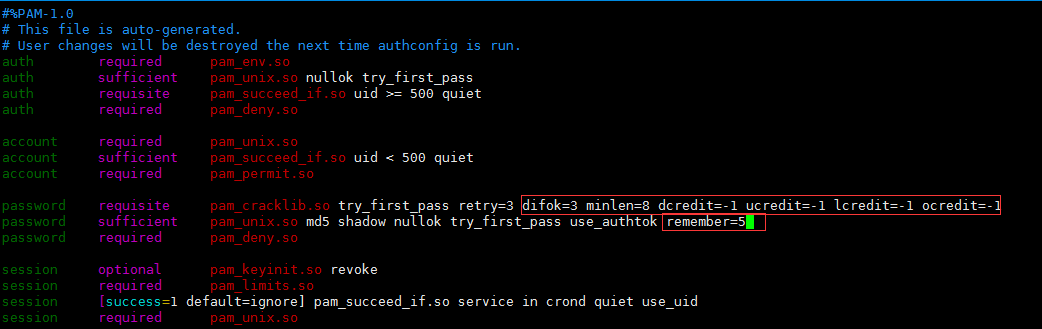 #%PAM-1.0
# This file is auto-generated.
# User changes will be destroyed the next time authconfig is run.
auth        required      pam_env.so
auth        sufficient    pam_unix.so nullok try_first_pass
auth        requisite     pam_succeed_if.so uid >= 500 quiet
auth        required      pam_deny.so
account     required      pam_unix.so
account     sufficient    pam_succeed_if.so uid < 500 quiet
account     required      pam_permit.so
password    requisite     pam_cracklib.so try_first_pass retry=3 difok=3 minlen=8 dcredit=-1 ucredit=-1 lcredit=-1 ocredit=-1
password    sufficient    pam_unix.so md5 shadow nullok try_first_pass use_authtok remember=5
password    required      pam_deny.so
session     optional      pam_keyinit.so revoke
session     required      pam_limits.so
session     [success=1 default=ignore] pam_succeed_if.so service in crond quiet use_uid
session     required      pam_unix.so